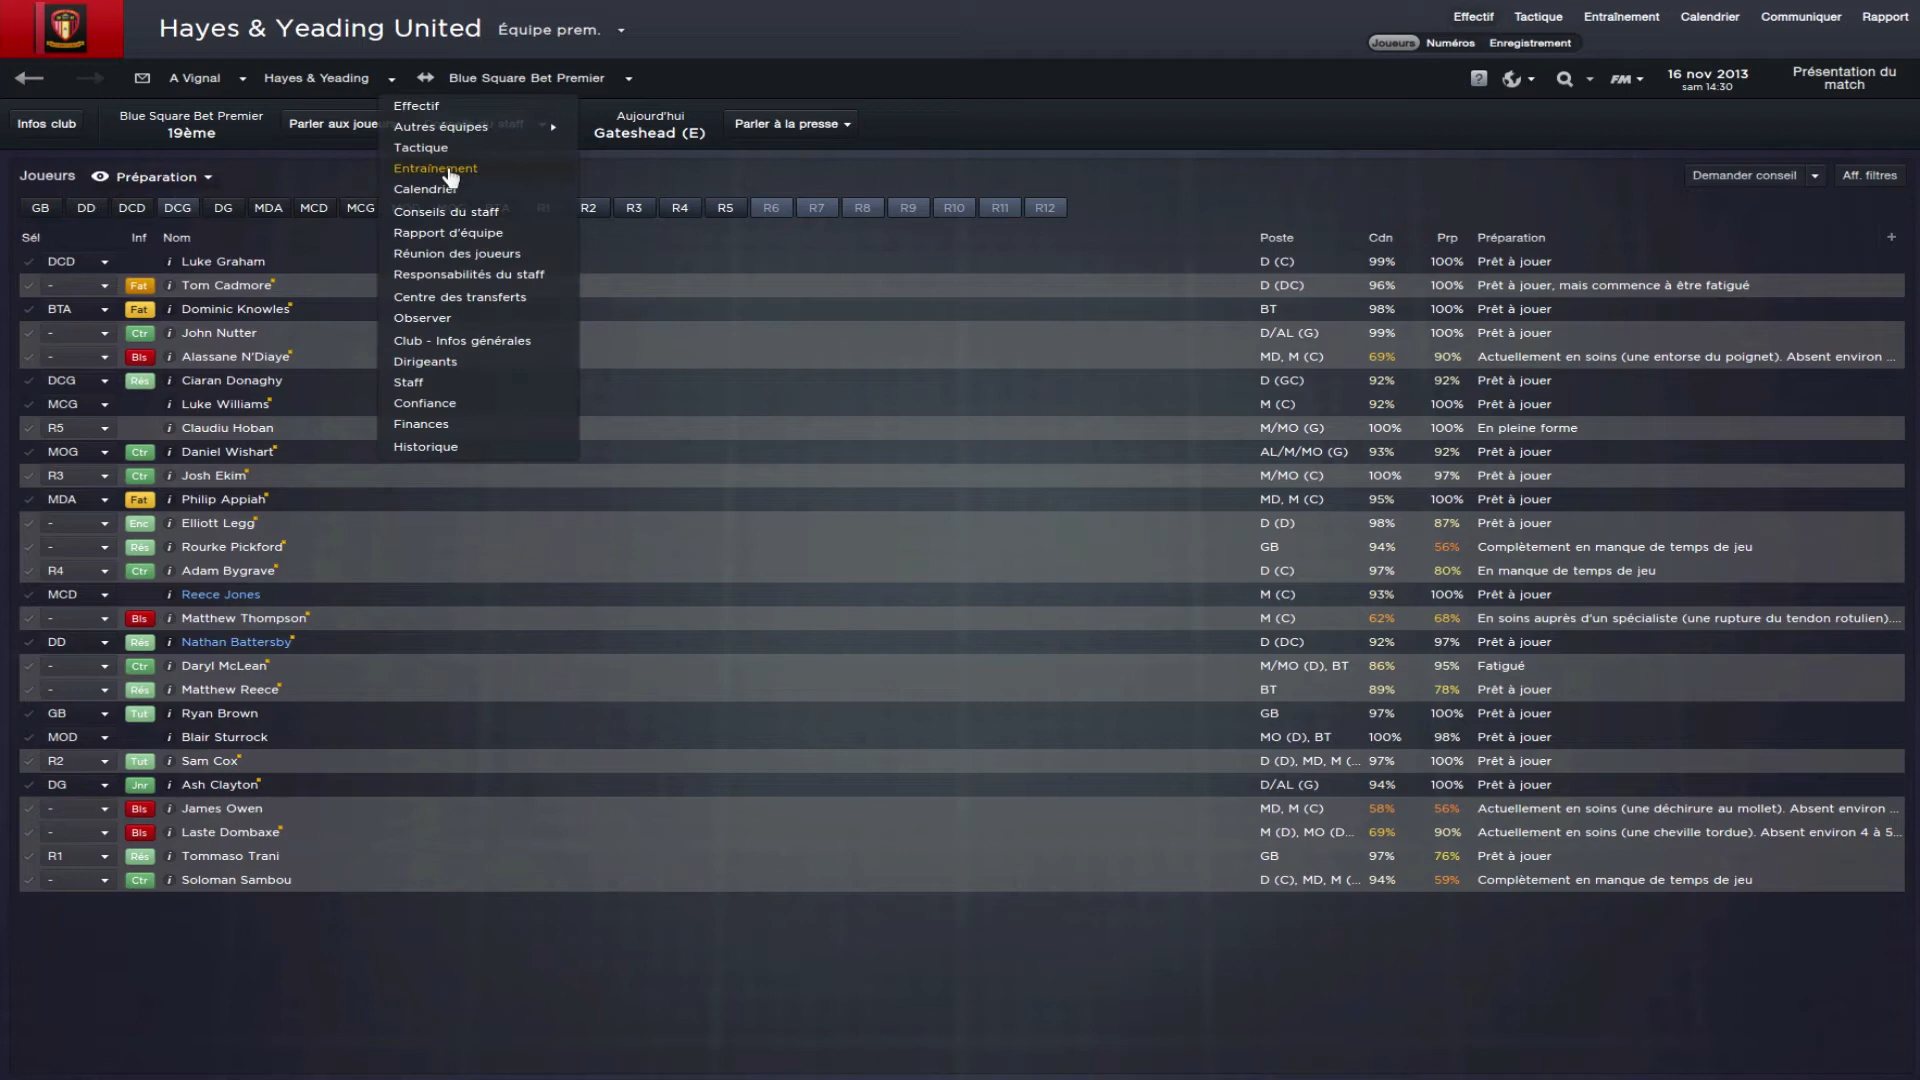 Hayes & Yeading United Équipe prem.
Effectif Tactique Entraînement Calendrier Communiquer Rapport
Joueurs Numéros Enregistrement
A Vignal Hayes & Yeading Blue Square Bet Premier
FM 16 nov 2013 sam 14:30 Présentation du match
Infos club Blue Square Bet Premier 19ème Parler aux joueurs Aujourd'hui Gateshead (E) Parler à la presse
Effectif
Autres équipes
Tactique
Entraînement
Calendrier
Conseils du staff
Rapport d'équipe
Réunion des joueurs
Responsabilités du staff
Centre des transferts
Observer
Club - Infos générales
Dirigeants
Staff
Confiance
Finances
Historique
Joueurs Préparation Demander conseil Aff. filtres
GB DD DCD DCG DG MDA MCD MCG R2 R3 R4 R5 R6 R7 R8 R9 R10 R11 R12
Sél Inf Nom Poste Cdn Prp Préparation +
DCD i Luke Graham D (C) 99% 100% Prêt à jouer
- Fat i Tom Cadmore D (DC) 96% 100% Prêt à jouer, mais commence à être fatigué
BTA Fat i Dominic Knowles BT 98% 100% Prêt à jouer
- Ctr i John Nutter D/AL (G) 99% 100% Prêt à jouer
- Bls i Alassane N'Diaye MD, M (C) 69% 90% Actuellement en soins (une entorse du poignet). Absent environ ...
DCG Rés i Ciaran Donaghy D (GC) 92% 92% Prêt à jouer
MCG i Luke Williams M (C) 92% 100% Prêt à jouer
R5 i Claudiu Hoban M/MO (G) 100% 100% En pleine forme
MOG Ctr i Daniel Wishart AL/M/MO (G) 93% 92% Prêt à jouer
R3 Ctr i Josh Ekim M/MO (C) 100% 97% Prêt à jouer
MDA Fat i Philip Appiah MD, M (C) 95% 100% Prêt à jouer
- Enc i Elliott Legg D (D) 98% 87% Prêt à jouer
- Rés i Rourke Pickford GB 94% 56% Complètement en manque de temps de jeu
R4 Ctr i Adam Bygrave D (C) 97% 80% En manque de temps de jeu
MCD i Reece Jones M (C) 93% 100% Prêt à jouer
- Bls i Matthew Thompson M (C) 62% 68% En soins auprès d'un spécialiste (une rupture du tendon rotulien)....
DD Rés i Nathan Battersby D (DC) 92% 97% Prêt à jouer
- Ctr i Daryl McLean M/MO (D), BT 86% 95% Fatigué
- Rés i Matthew Reece BT 89% 78% Prêt à jouer
GB Tut i Ryan Brown GB 97% 100% Prêt à jouer
MOD i Blair Sturrock MO (D), BT 100% 98% Prêt à jouer
R2 Tut i Sam Cox D (D), MD, M (... 97% 100% Prêt à jouer
DG Jnr i Ash Clayton D/AL (G) 94% 100% Prêt à jouer
- Bls i James Owen MD, M (C) 58% 56% Actuellement en soins (une déchirure au mollet). Absent environ ...
- Bls i Laste Dombaxe M (D), MO (D... 69% 90% Actuellement en soins (une cheville tordue). Absent environ 4 à 5...
R1 Rés i Tommaso Trani GB 97% 76% Prêt à jouer
- Ctr i Soloman Sambou D (C), MD, M (... 94% 59% Complètement en manque de temps de jeu